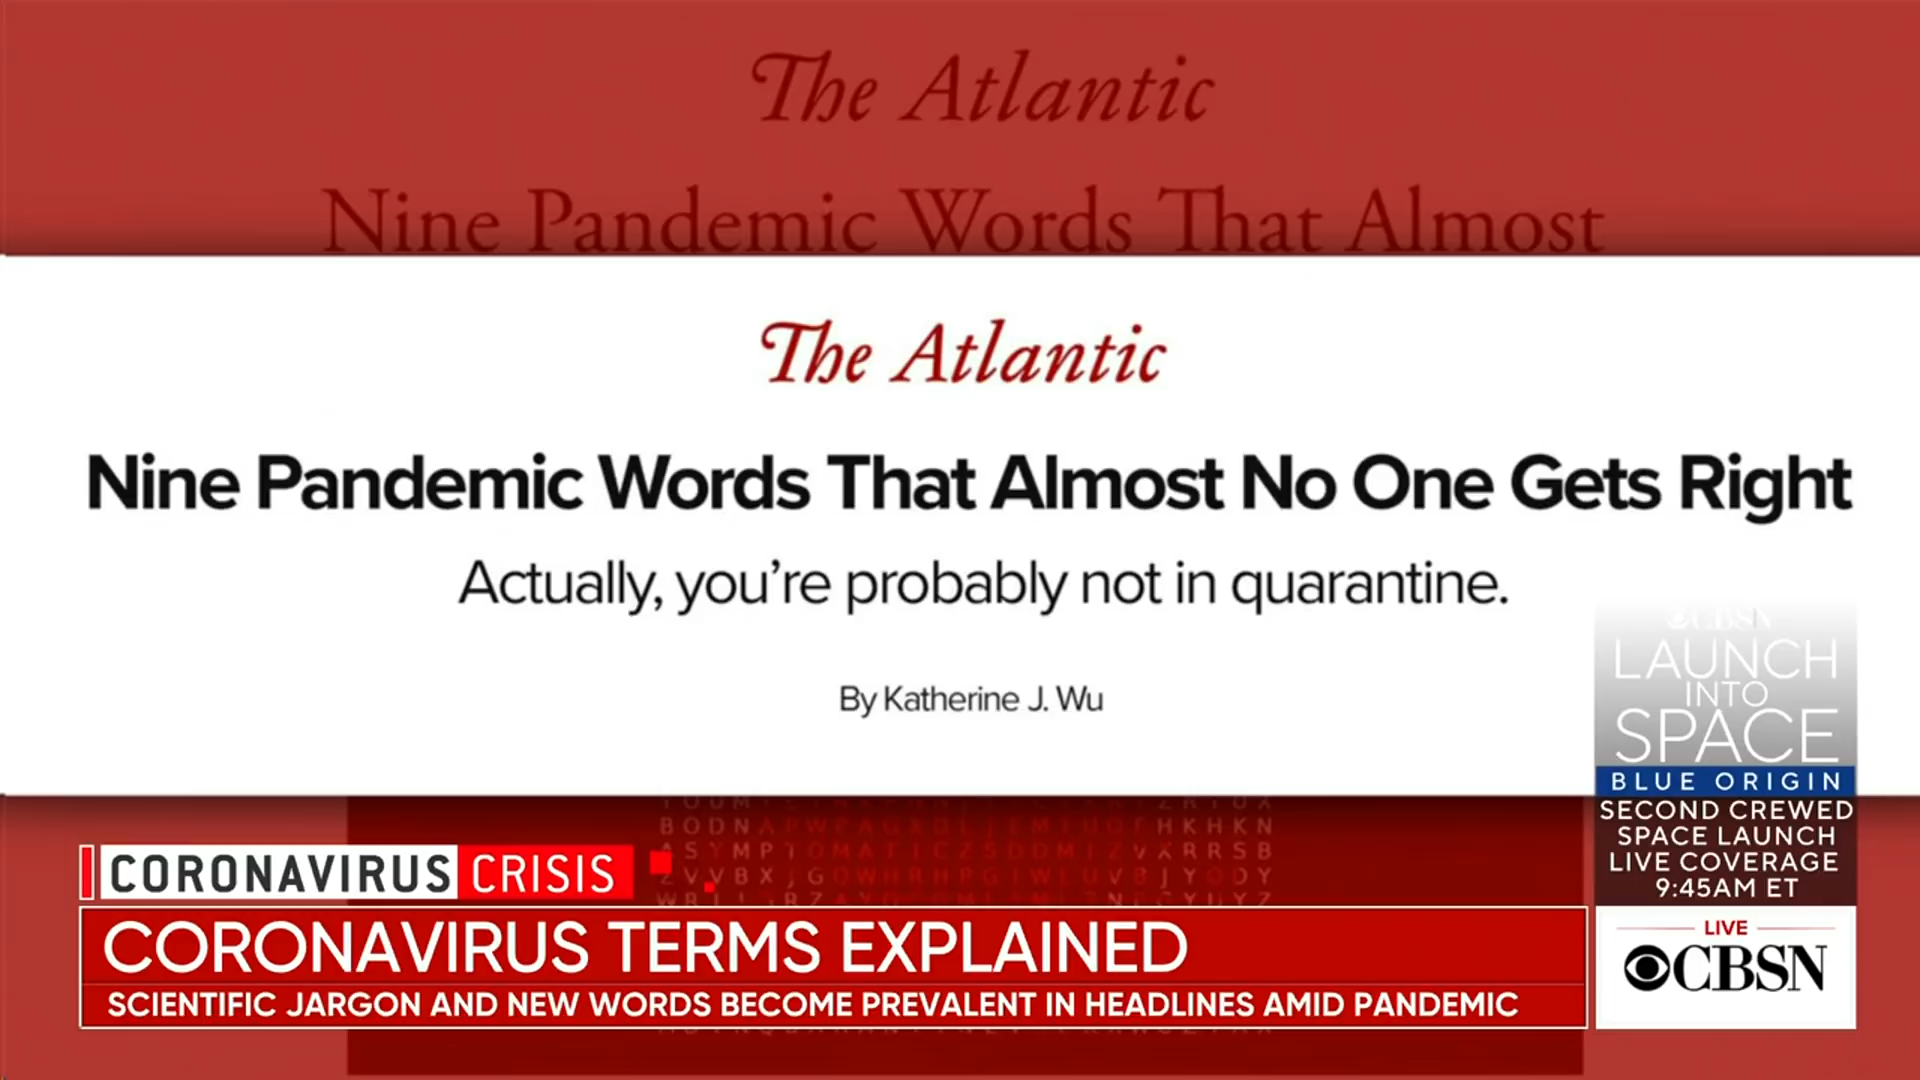 The Atlantic
Nine Pandemic Words That Almost
The Atlantic
Nine Pandemic Words That Almost No One Gets Right
Actually, you're probably not in quarantine.
By Katherine J. Wu
CBSN
LAUNCH
INTO
SPACE
BLUE ORIGIN
SECOND CREWED
SPACE LAUNCH
LIVE COVERAGE
9:45AM ET
CORONAVIRUS CRISIS
CORONAVIRUS TERMS EXPLAINED
SCIENTIFIC JARGON AND NEW WORDS BECOME PREVALENT IN HEADLINES AMID PANDEMIC
LIVE
CBSN